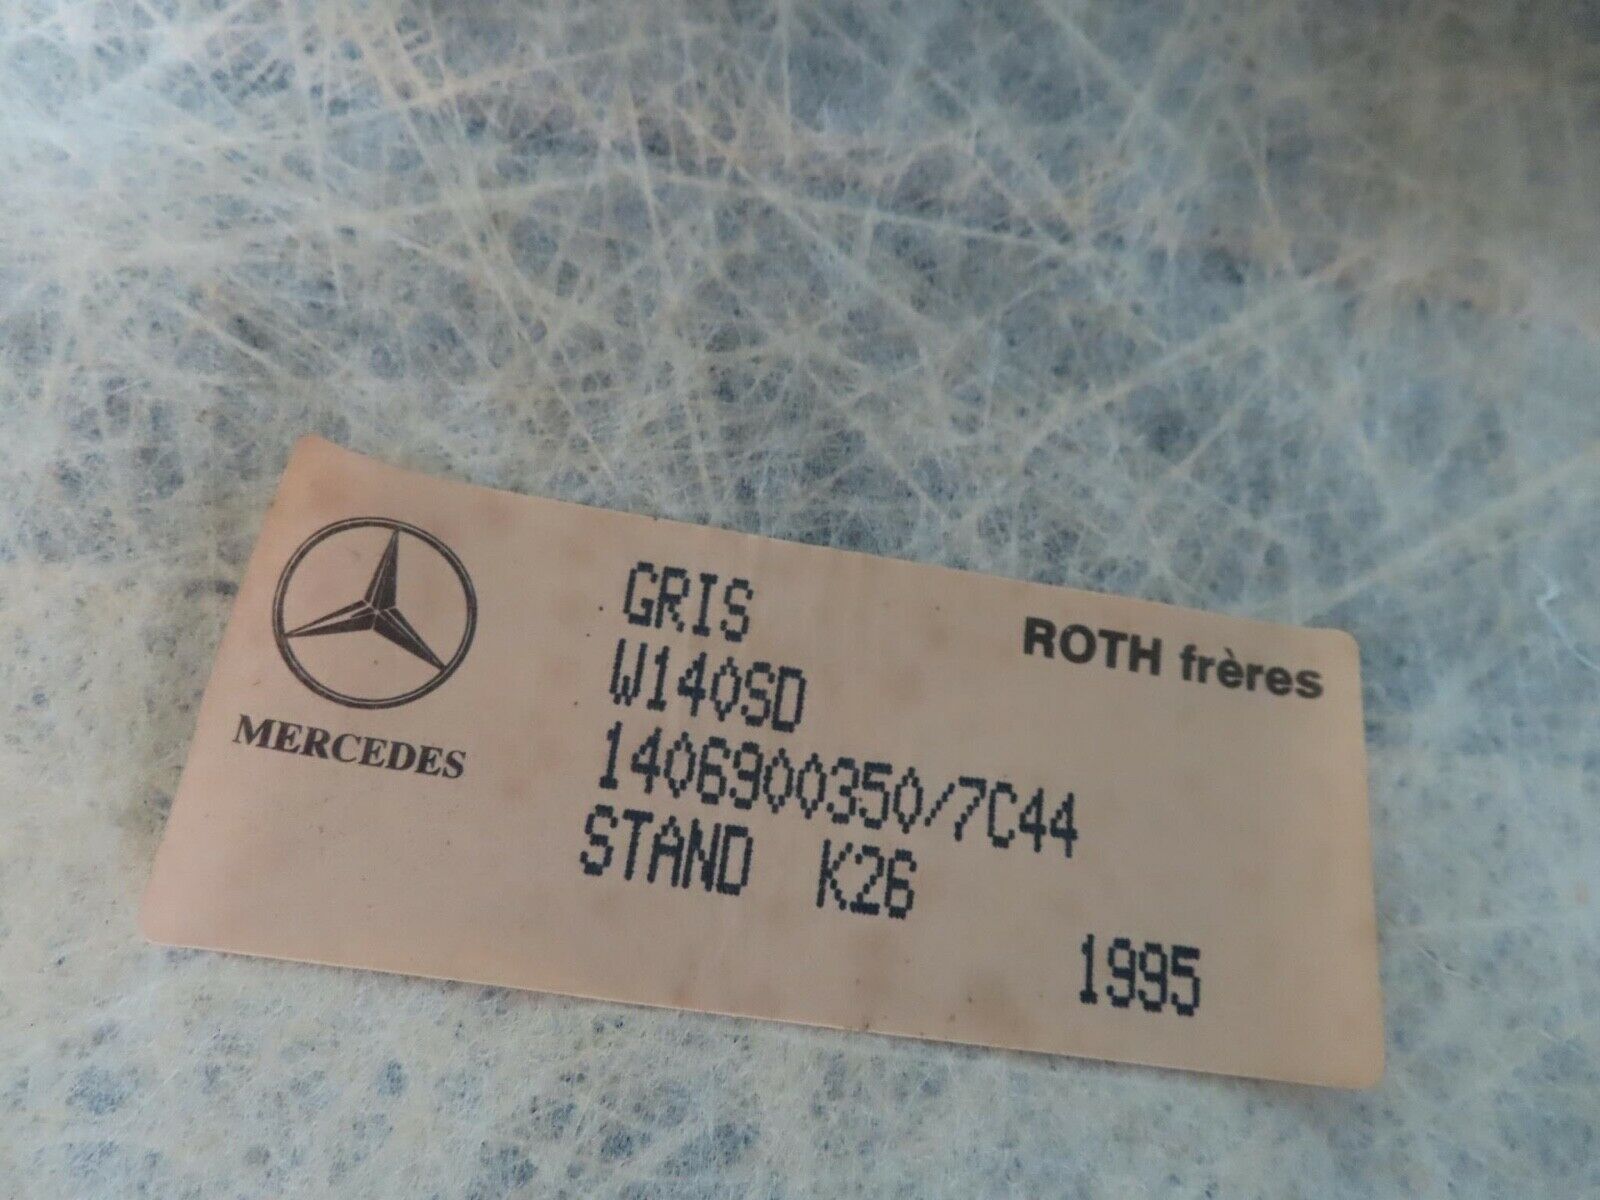 GRIS
ROTH frères
W140SD
MERCEDES
1406900350/7C44
STAND K26
1995